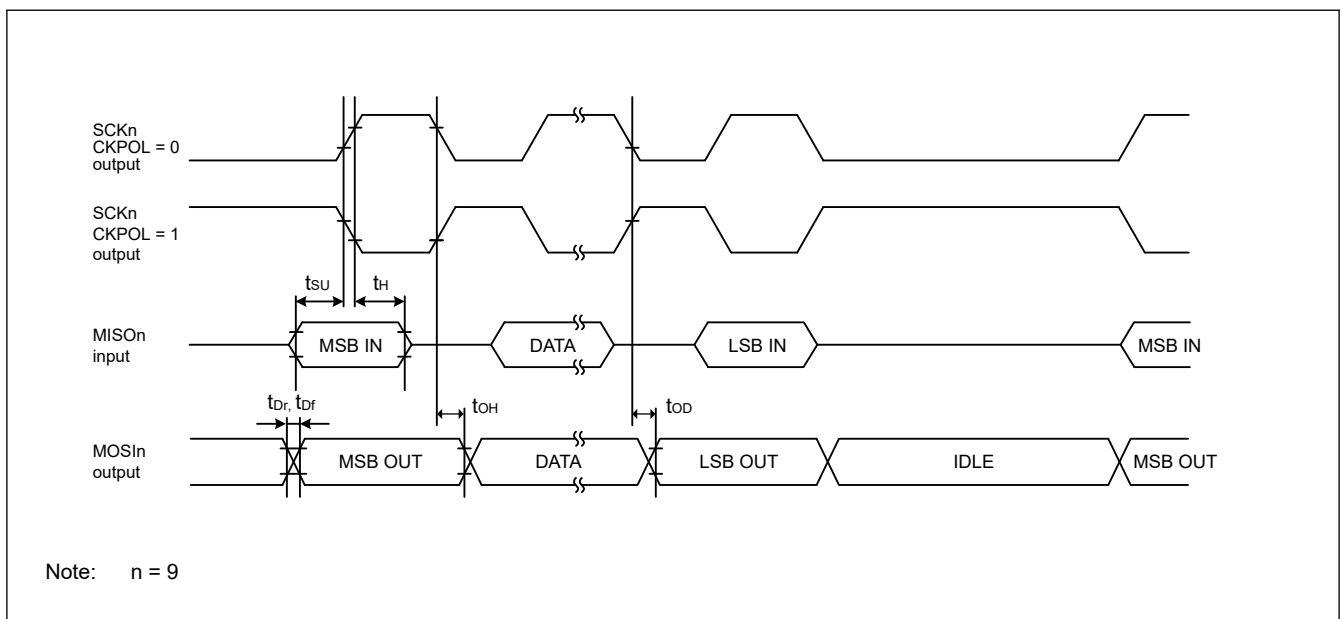 SCKn
CKPOL = 0
output
SCKn
CKPOL = 1
output
tSU
tH
MISOn
input
MSB IN
DATA
LSB IN
MSB IN
tDr, tDf
tOH
tOD
MOSIn
output
MSB OUT
DATA
LSB OUT
IDLE
MSB OUT
Note: n = 9